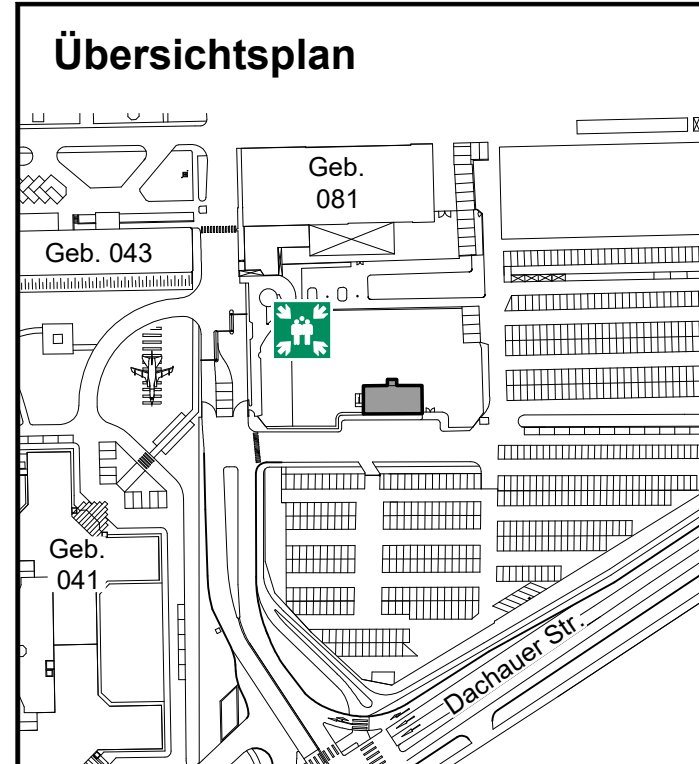 Übersichtsplan
Geb.
081
Geb. 043
Geb.
041
Dachauer Str.